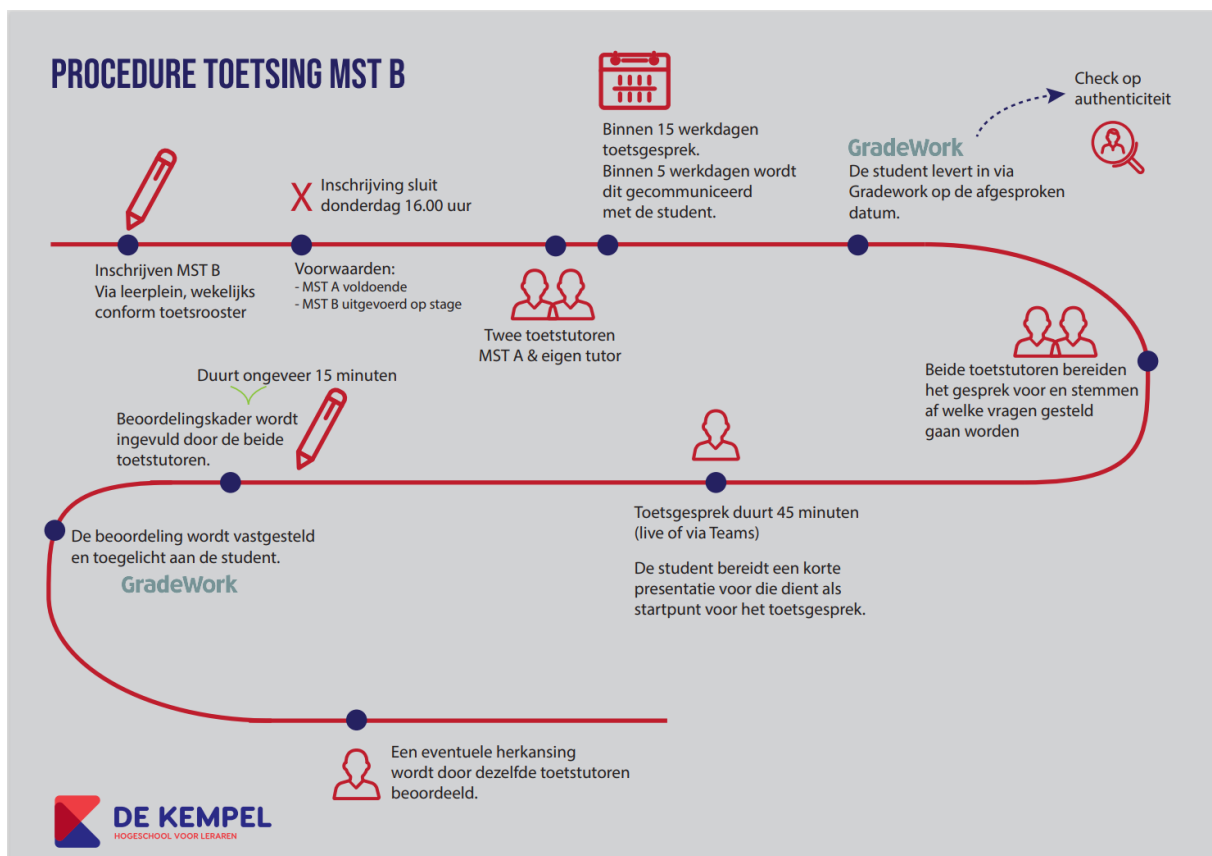 PROCEDURE TOETSING MST B
Inschrijven MST B
Via leerplein, wekelijks
conform toetsrooster
X
Inschrijving sluit
donderdag 16.00 uur
Voorwaarden:
- MST A voldoende
- MST B uitgevoerd op stage
Twee toetstutoren
MST A & eigen tutor
Binnen 15 werkdagen
toetsgesprek.
Binnen 5 werkdagen wordt
dit gecommuniceerd
met de student.
GradeWork
De student levert in via
Gradework op de afgesproken
datum.
Check op
authenticiteit
Beide toetstutoren bereiden
het gesprek voor en stemmen
af welke vragen gesteld
gaan worden
Toetsgesprek duurt 45 minuten
(live of via Teams)
De student bereidt een korte
presentatie voor die dient als
startpunt voor het toetsgesprek.
Duurt ongeveer 15 minuten
Beoordelingskader wordt
ingevuld door de beide
toetstutoren.
De beoordeling wordt vastgesteld
en toegelicht aan de student.
GradeWork
Een eventuele herkansing
wordt door dezelfde toetstutoren
beoordeeld.
DE KEMPEL
HOGESCHOOL VOOR LERAREN